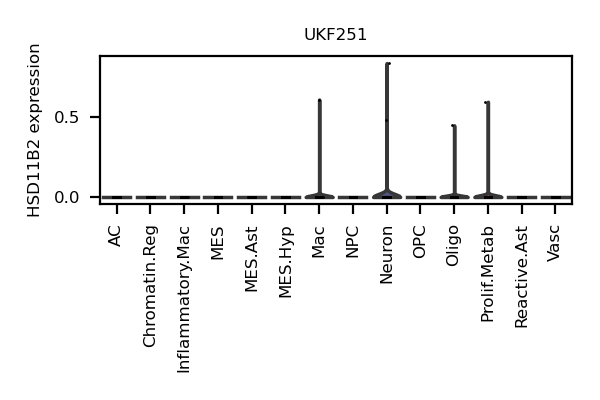 UKF251
HSD11B2 expression
0.5
0.0
AC
Chromatin.Reg
Inflammatory.Mac
MES
MES.Ast
MES.Hyp
Mac
NPC
Neuron
OPC
Oligo
Prolif.Metab
Reactive.Ast
Vasc